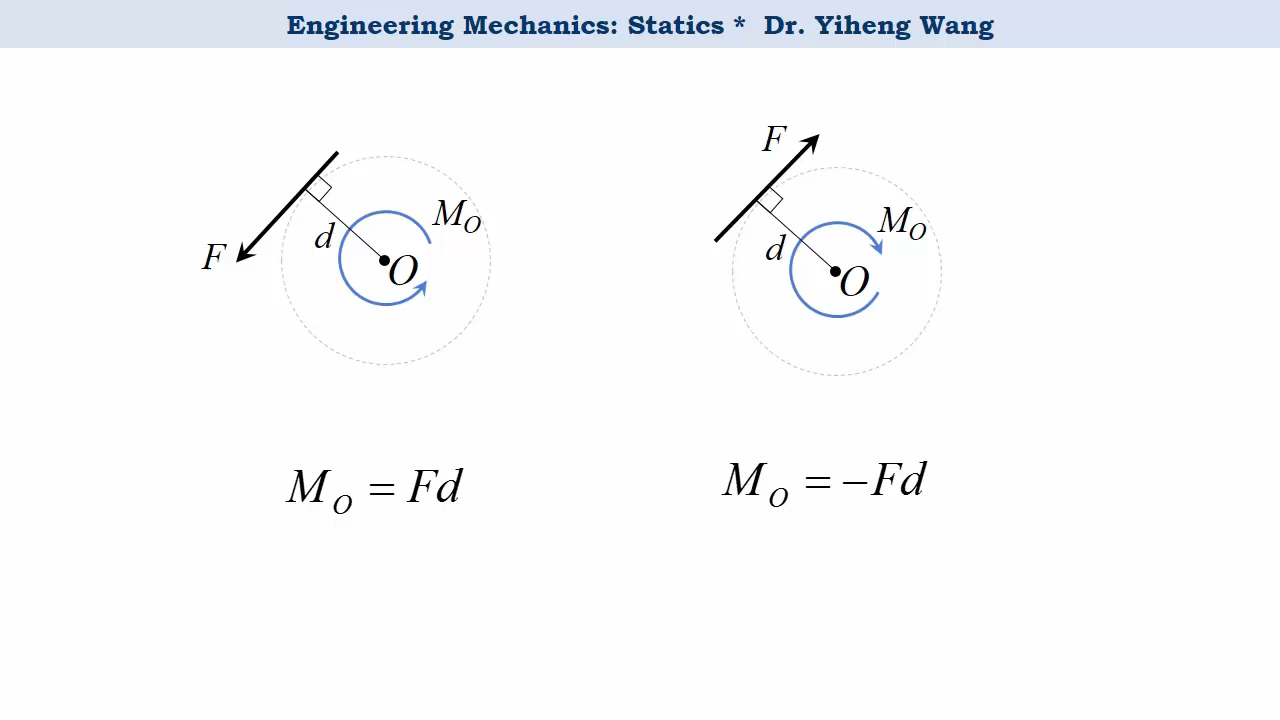 Engineering Mechanics: Statics * Dr. Yiheng Wang
F
M_O
d
O
F
F
M_O
d
O
M_O = Fd
M_O = −Fd